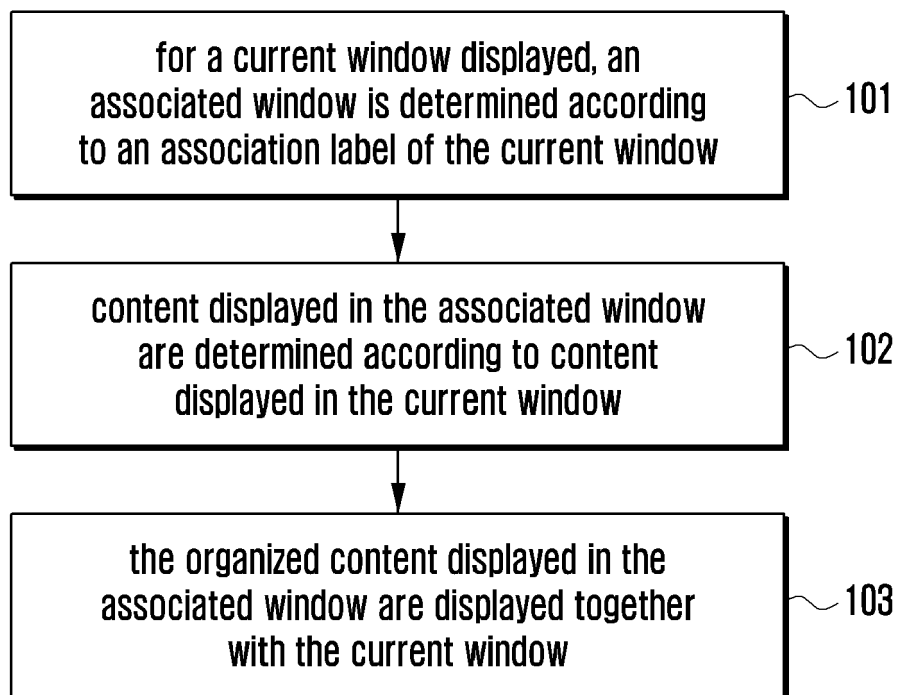 for a current window displayed, an
associated window is determined according
to an association label of the current window
101
content displayed in the associated window
are determined according to content
displayed in the current window
102
the organized content displayed in the
associated window are displayed together
with the current window
103